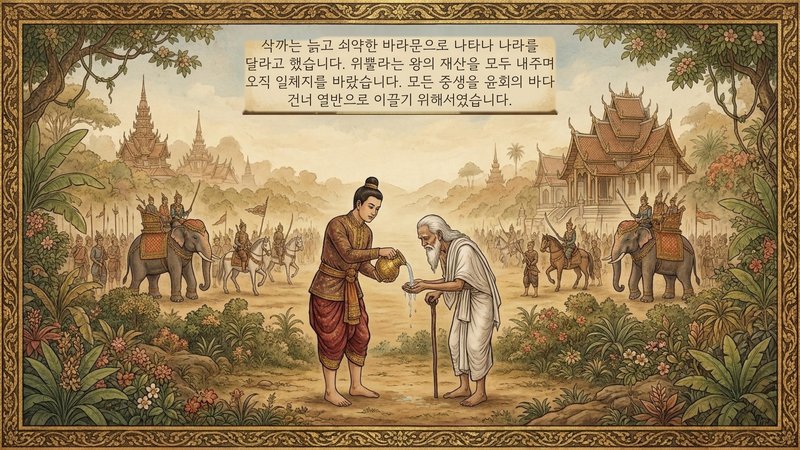 삭까는 늙고 쇠약한 바라문으로 나타나 나라를
달라고 했습니다. 위뿔라는 왕의 재산을 모두 내주며
오직 일체지를 바랐습니다. 모든 중생을 윤회의 바다
건너 열반으로 이끌기 위해서였습니다.